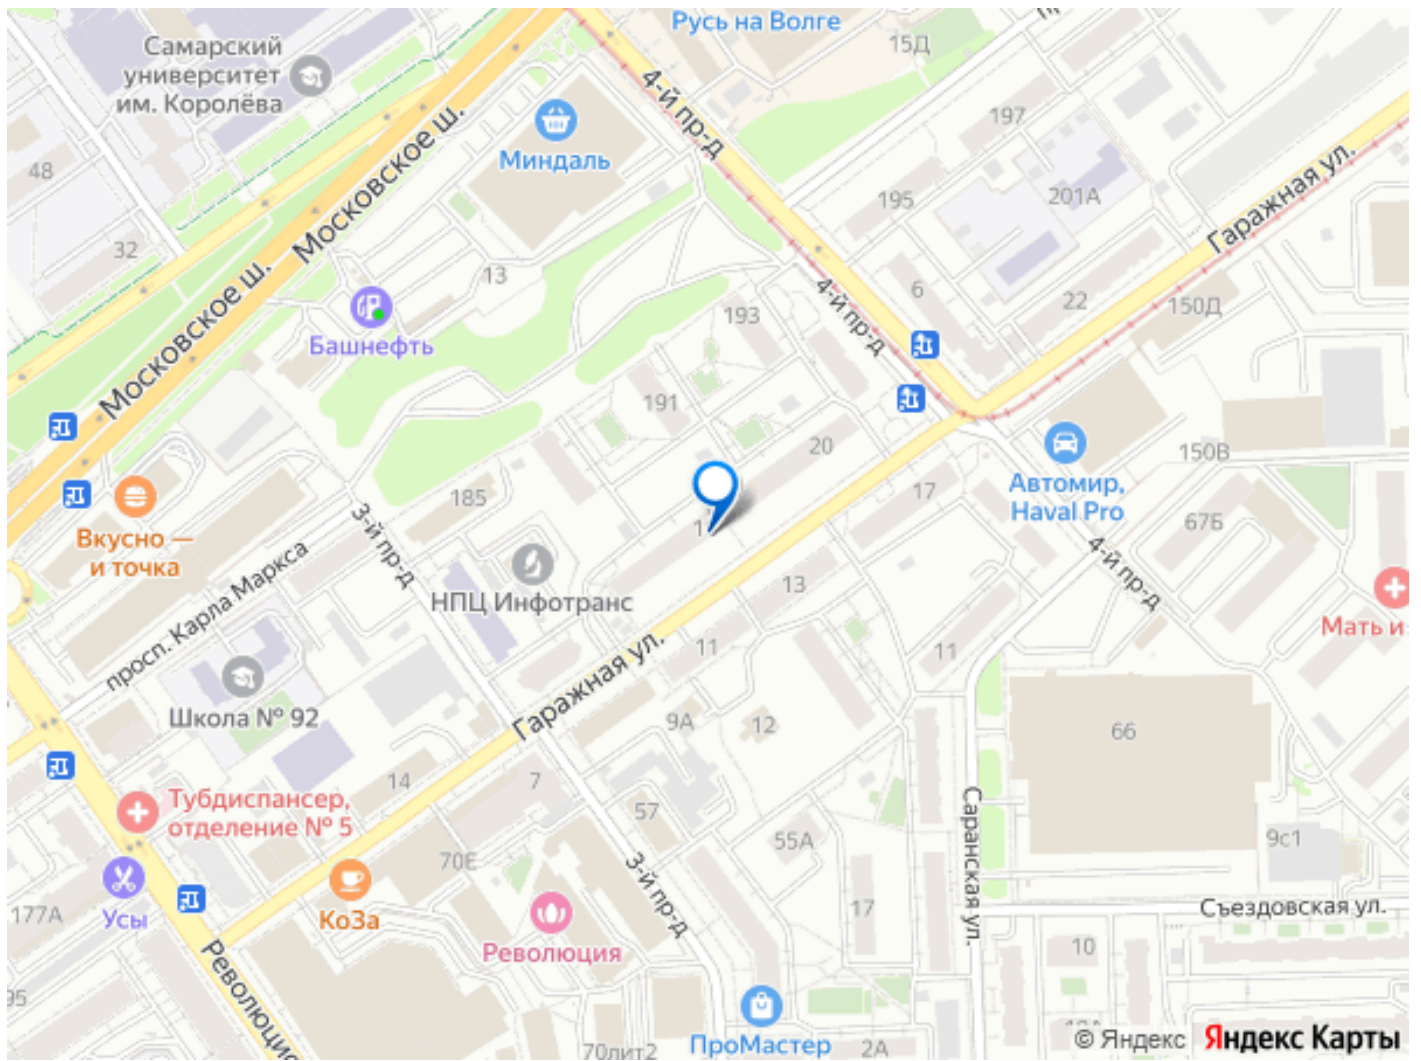 Русь на Волге
15Д
Самарский
университет
им. Королёва
4-й пр-д
Миндаль
197
48
Московское ш.
195
201А
Гаражная ул.
32
13
6
22
150Д
Московское ш.
Башнефть
193
4-й пр-д
191
20
150В
185
17
Автомир,
Haval Pro
67Б
Вкусно —
и точка
3-й пр-д
просп. Карла Маркса
НПЦ Инфотранс
13
4-й пр-д
Мать и
11
11
Школа № 92
Гаражная ул.
9А
12
66
14
7
Тубдиспансер,
отделение № 5
57
55А
Саранская ул.
9с1
70Е
3-й пр-д
177А
Усы
КоЗа
Революция
17
Съездовская ул.
10
Революцио
95
ПроМастер
2А
70лит2
© Яндекс
Яндекс Карты